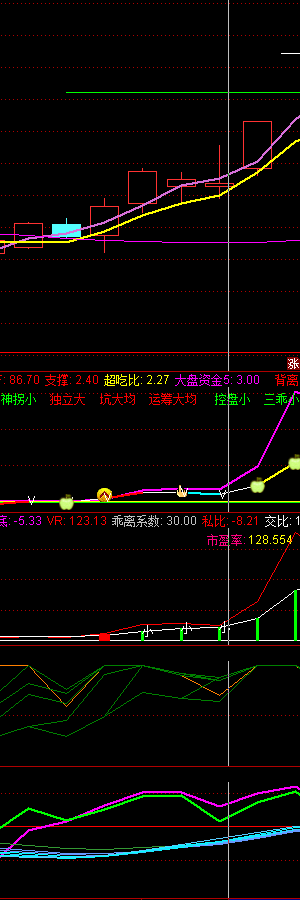 涨
: 86.70 支撑: 2.40 超吃比: 2.27 大盘资金5: 3.00 背离
神拐小 独立大 坑大均 运筹大均 控盘小 三乖小
底: -5.33 VR: 123.13 乖离系数: 30.00 私比: -8.21 交比: 1
市盈率: 128.554